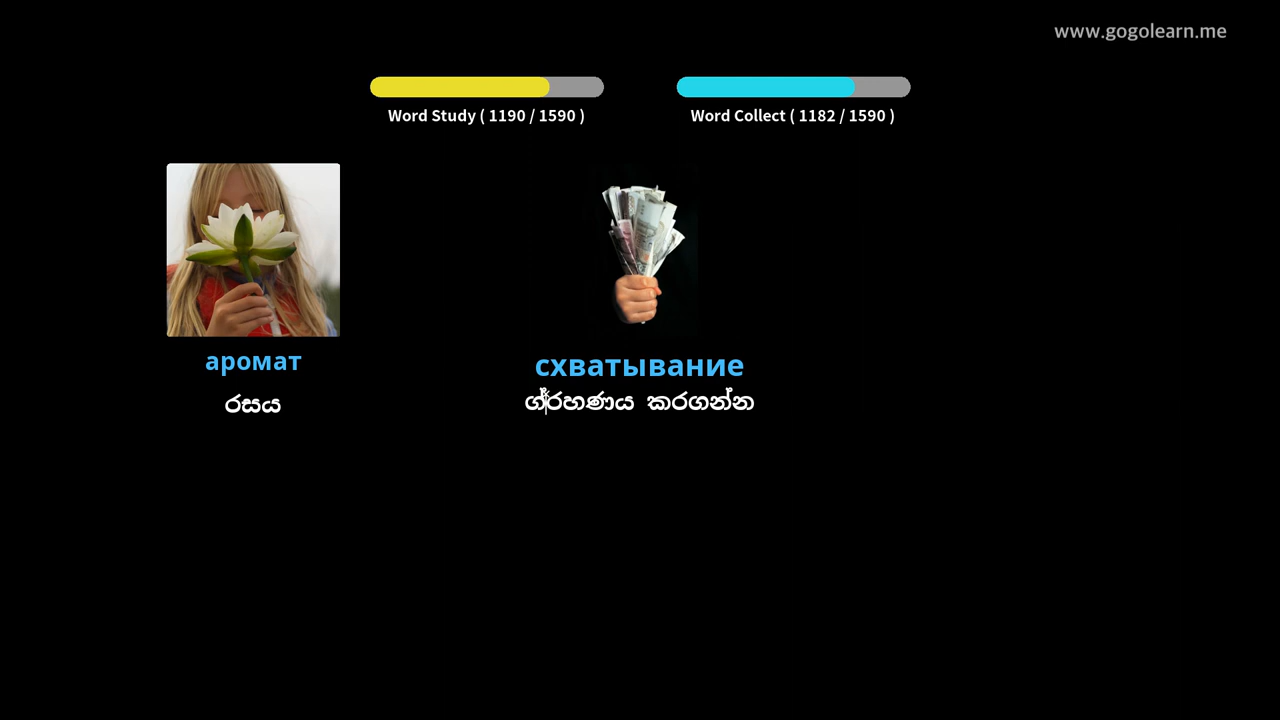 www.gogolearn.me
Word Study ( 1190 / 1590 )
Word Collect ( 1182 / 1590 )
аромат
රසය
схватывание
ග්රහණය කරගන්න